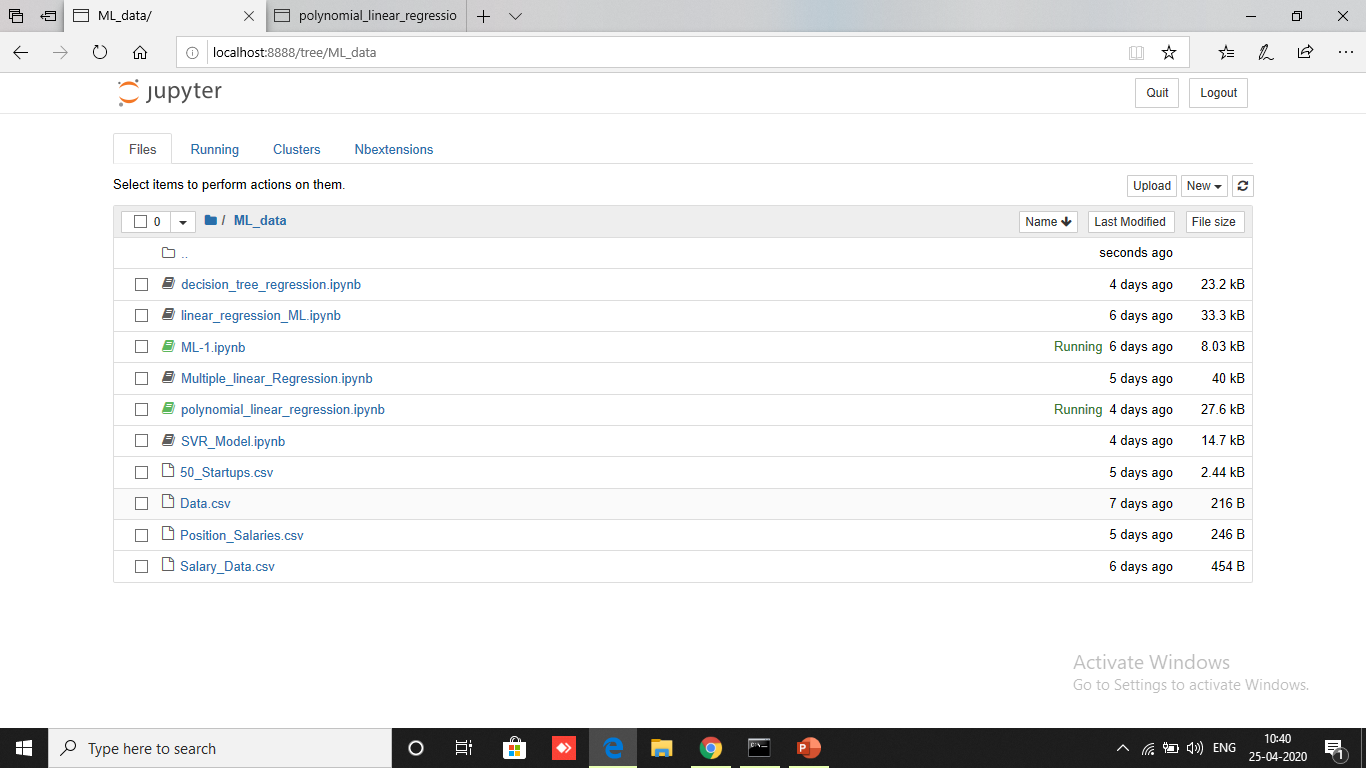 ML_data/
polynomial_linear_regressio
localhost:8888/tree/ML_data
jupyter
Quit
Logout
Files
Running
Clusters
Nbextensions
Select items to perform actions on them.
Upload
New
0
/ ML_data
Name
Last Modified
File size
..
seconds ago
decision_tree_regression.ipynb 4 days ago 23.2 kB
linear_regression_ML.ipynb 6 days ago 33.3 kB
ML-1.ipynb Running 6 days ago 8.03 kB
Multiple_linear_Regression.ipynb 5 days ago 40 kB
polynomial_linear_regression.ipynb Running 4 days ago 27.6 kB
SVR_Model.ipynb 4 days ago 14.7 kB
50_Startups.csv 5 days ago 2.44 kB
Data.csv 7 days ago 216 B
Position_Salaries.csv 5 days ago 246 B
Salary_Data.csv 6 days ago 454 B
Activate Windows
Go to Settings to activate Windows.
Type here to search
ENG
10:40
25-04-2020
1